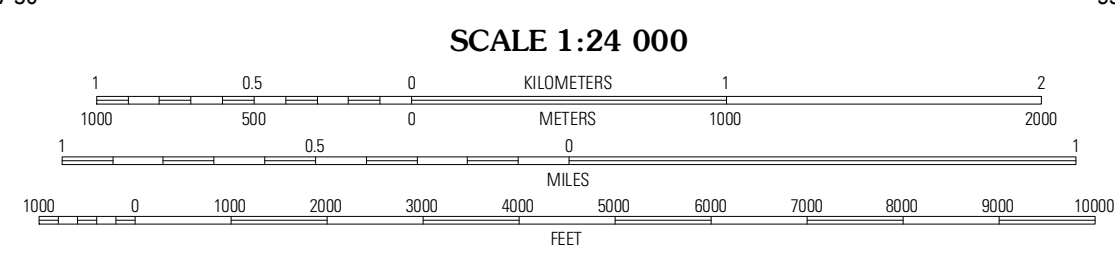 SCALE 1:24 000
1 0.5 0 KILOMETERS 1 2
1000 500 0 METERS 1000 2000
1 0.5 0 1
MILES
1000 0 1000 2000 3000 4000 5000 6000 7000 8000 9000 10000
FEET